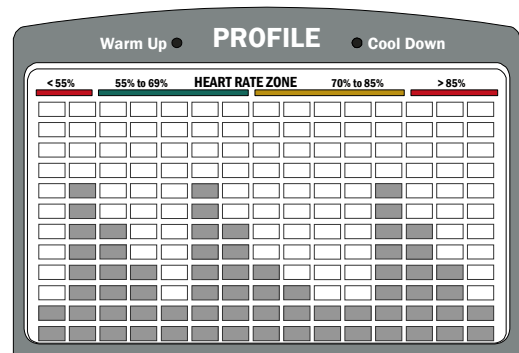 Warm Up PROFILE Cool Down
< 55% 55% to 69% HEART RATE ZONE 70% to 85% > 85%